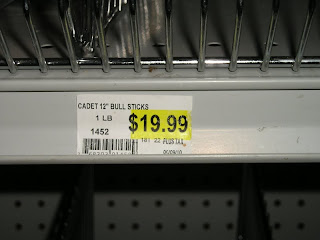 CADET 12" BULL STICKS
1 LB
1452 $19.99
PLUS TAX